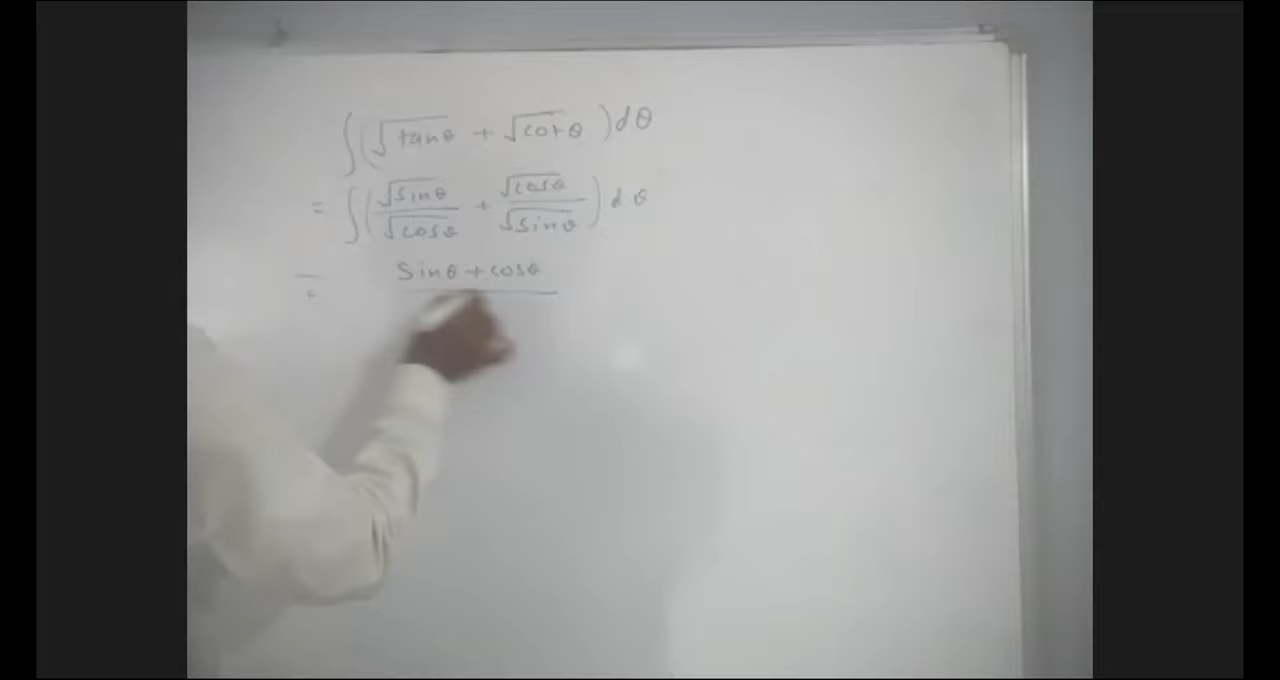 ∫(√tanθ + √cotθ)dθ
= ∫(√sinθ/√cosθ + √cosθ/√sinθ)dθ
= sinθ+cosθ